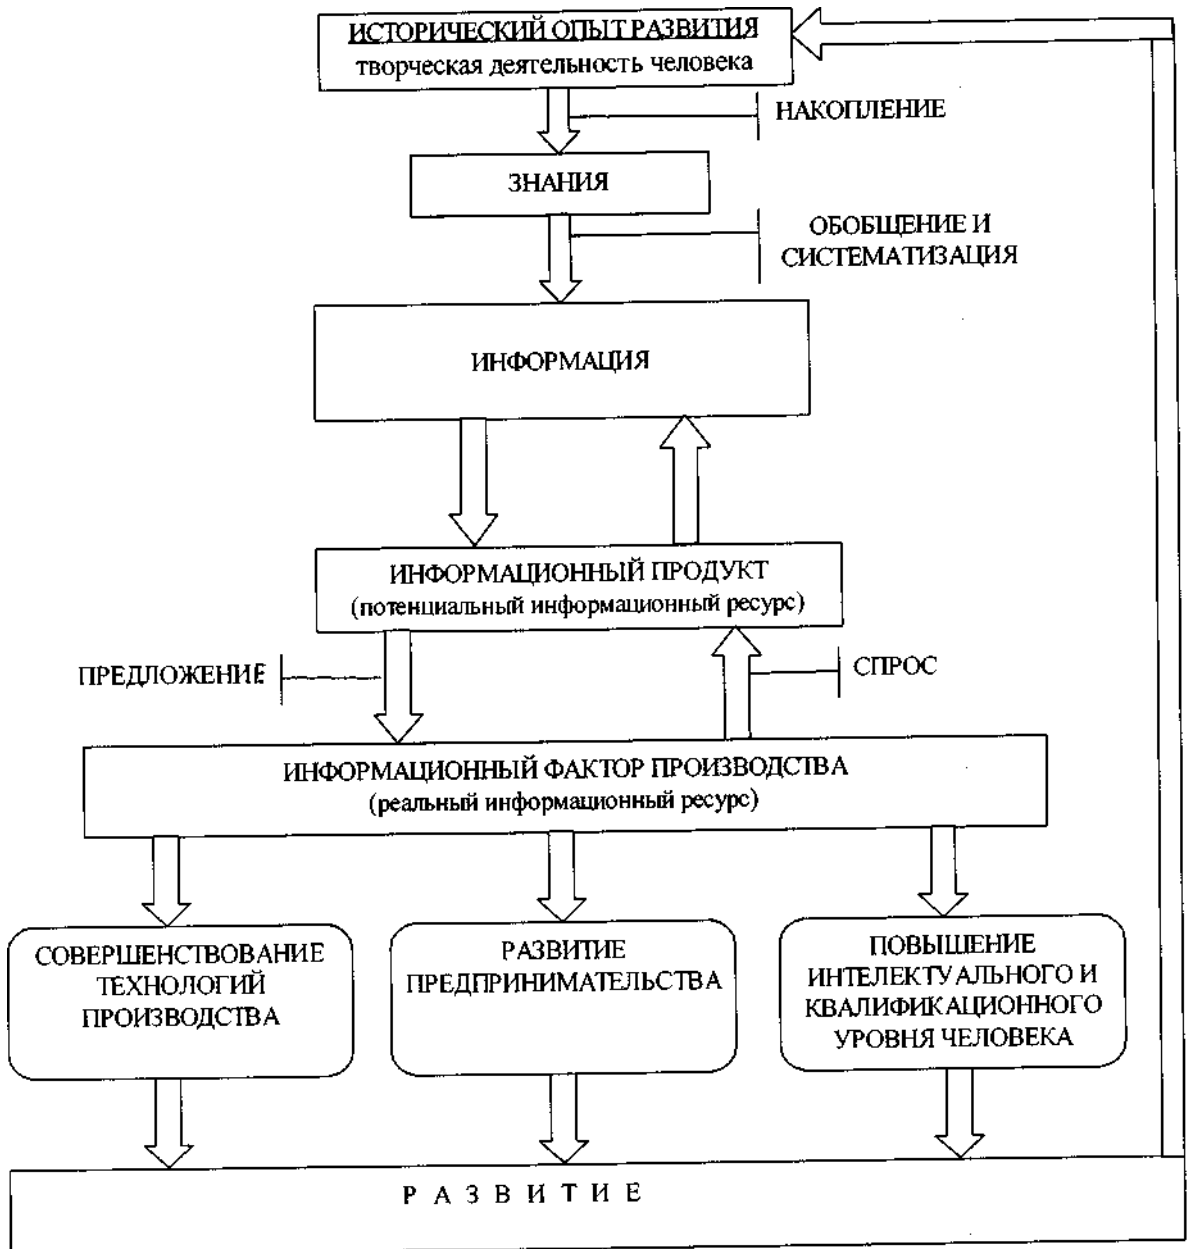 ИСТОРИЧЕСКИЙ ОПЫТ РАЗВИТИЯ
творческая деятельность человека
НАКОПЛЕНИЕ
ЗНАНИЯ
ОБОБЩЕНИЕ И
СИСТЕМАТИЗАЦИЯ
ИНФОРМАЦИЯ
ИНФОРМАЦИОННЫЙ ПРОДУКТ
(потенциальный информационный ресурс)
ПРЕДЛОЖЕНИЕ
СПРОС
ИНФОРМАЦИОННЫЙ ФАКТОР ПРОИЗВОДСТВА
(реальный информационный ресурс)
СОВЕРШЕНСТВОВАНИЕ
ТЕХНОЛОГИЙ
ПРОИЗВОДСТВА
РАЗВИТИЕ
ПРЕДПРИНИМАТЕЛЬСТВА
ПОВЫШЕНИЕ
ИНТЕЛЕКТУАЛЬНОГО И
КВАЛИФИКАЦИОННОГО
УРОВНЯ ЧЕЛОВЕКА
Р А З В И Т И Е